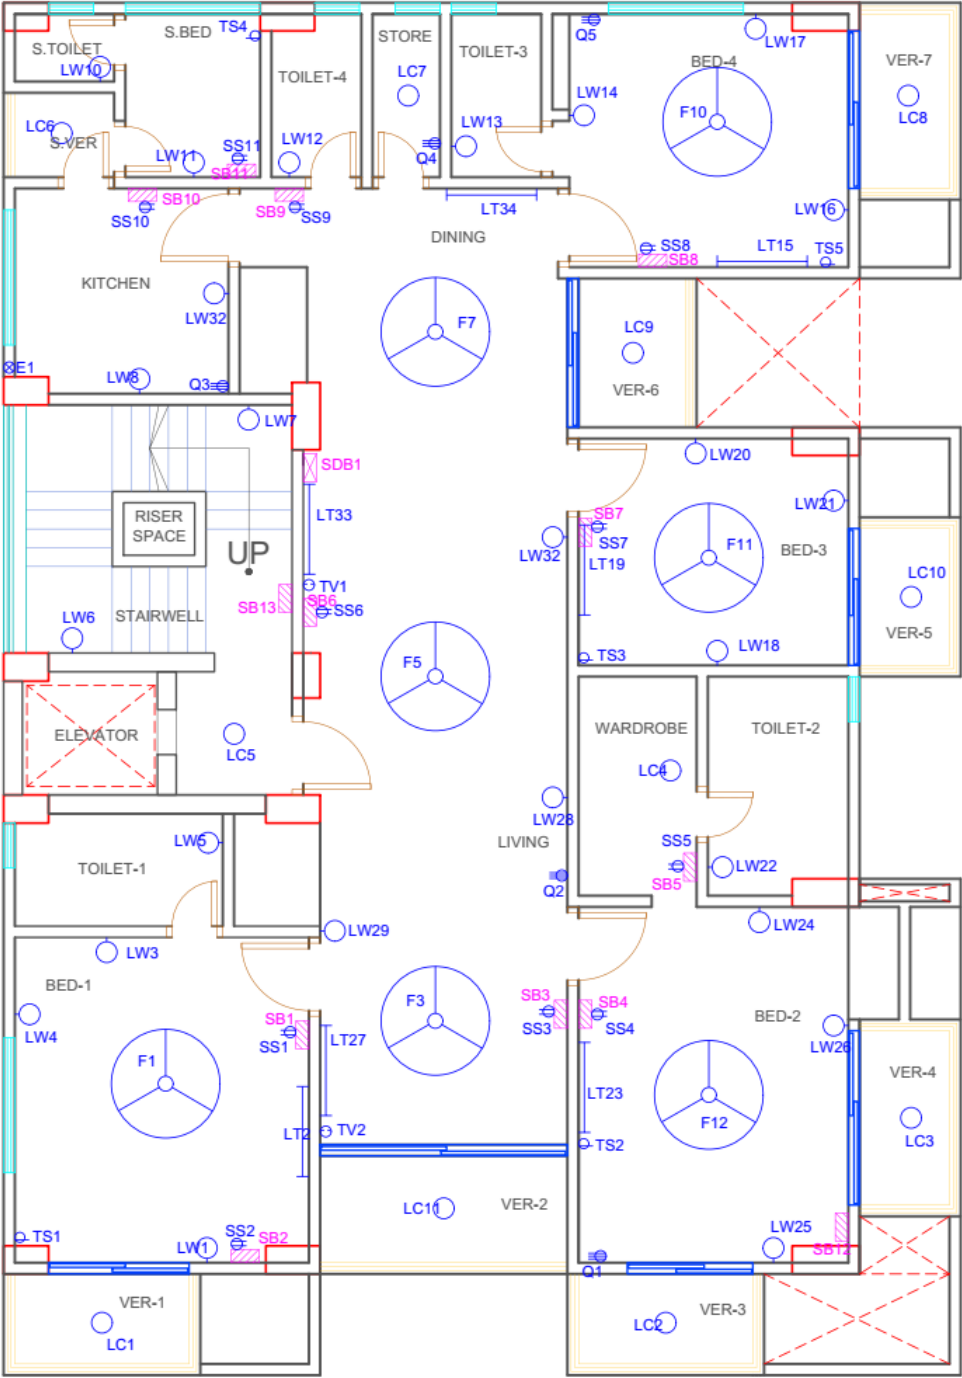 TS4
S.BED
S.TOILET
LW10
STORE
TOILET-3
Q5
LW17
BED-4
VER-7
TOILET-4
LC7
LC6
S.VER
LW14
F10
LC8
LW11
SS11
SB11
LW12
Q4
LW13
SB10
SS10
SB9
SS9
LT34
LW16
DINING
SS8
SB8
LT15
TS5
KITCHEN
LW32
F7
LC9
E1
LW8
Q3
VER-6
LW7
SDB1
LW20
RISER
SPACE
LT33
SB7
SS7
LW21
UP
LW32
F11
BED-3
LT19
TV1
SB13
SB6
SS6
LC10
STAIRWELL
LW6
VER-5
F5
TS3
LW18
ELEVATOR
LC5
WARDROBE
TOILET-2
LC4
LW28
LW5
LIVING
SS5
TOILET-1
SB5
LW22
Q2
LW29
LW24
LW3
BED-1
LW4
SB1
SS1
F3
SB3
SS3
SB4
SS4
BED-2
LW26
F1
LT27
LT23
VER-4
LT2
TV2
F12
TS2
LC3
LC11
VER-2
TS1
LW1
SS2
SB2
LW25
SB12
Q1
VER-1
LC1
LC2
VER-3